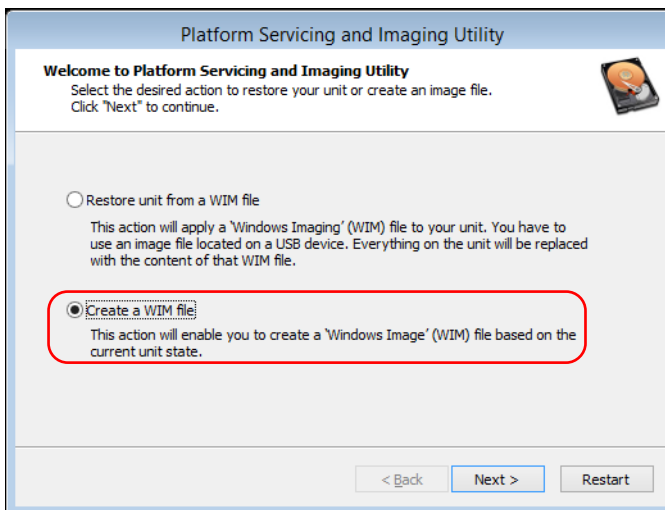 Platform Servicing and Imaging Utility
Welcome to Platform Servicing and Imaging Utility
Select the desired action to restore your unit or create an image file.
Click "Next" to continue.
Restore unit from a WIM file
This action will apply a 'Windows Imaging' (WIM) file to your unit. You have to
use an image file located on a USB device. Everything on the unit will be replaced
with the content of that WIM file.
Create a WIM file
This action will enable you to create a 'Windows Image' (WIM) file based on the
current unit state.
< Back Next > Restart